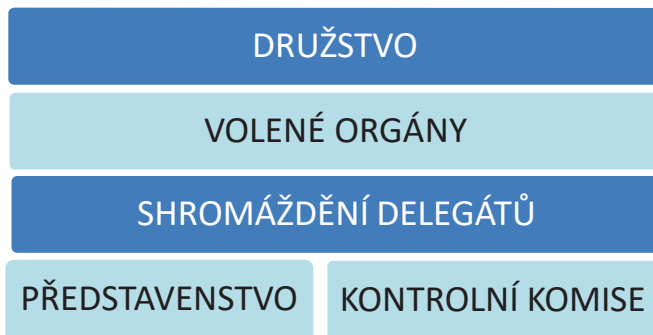 DRUŽSTVO
VOLENÉ ORGÁNY
SHROMÁŽDĚNÍ DELEGÁTŮ
PŘEDSTAVENSTVO
KONTROLNÍ KOMISE